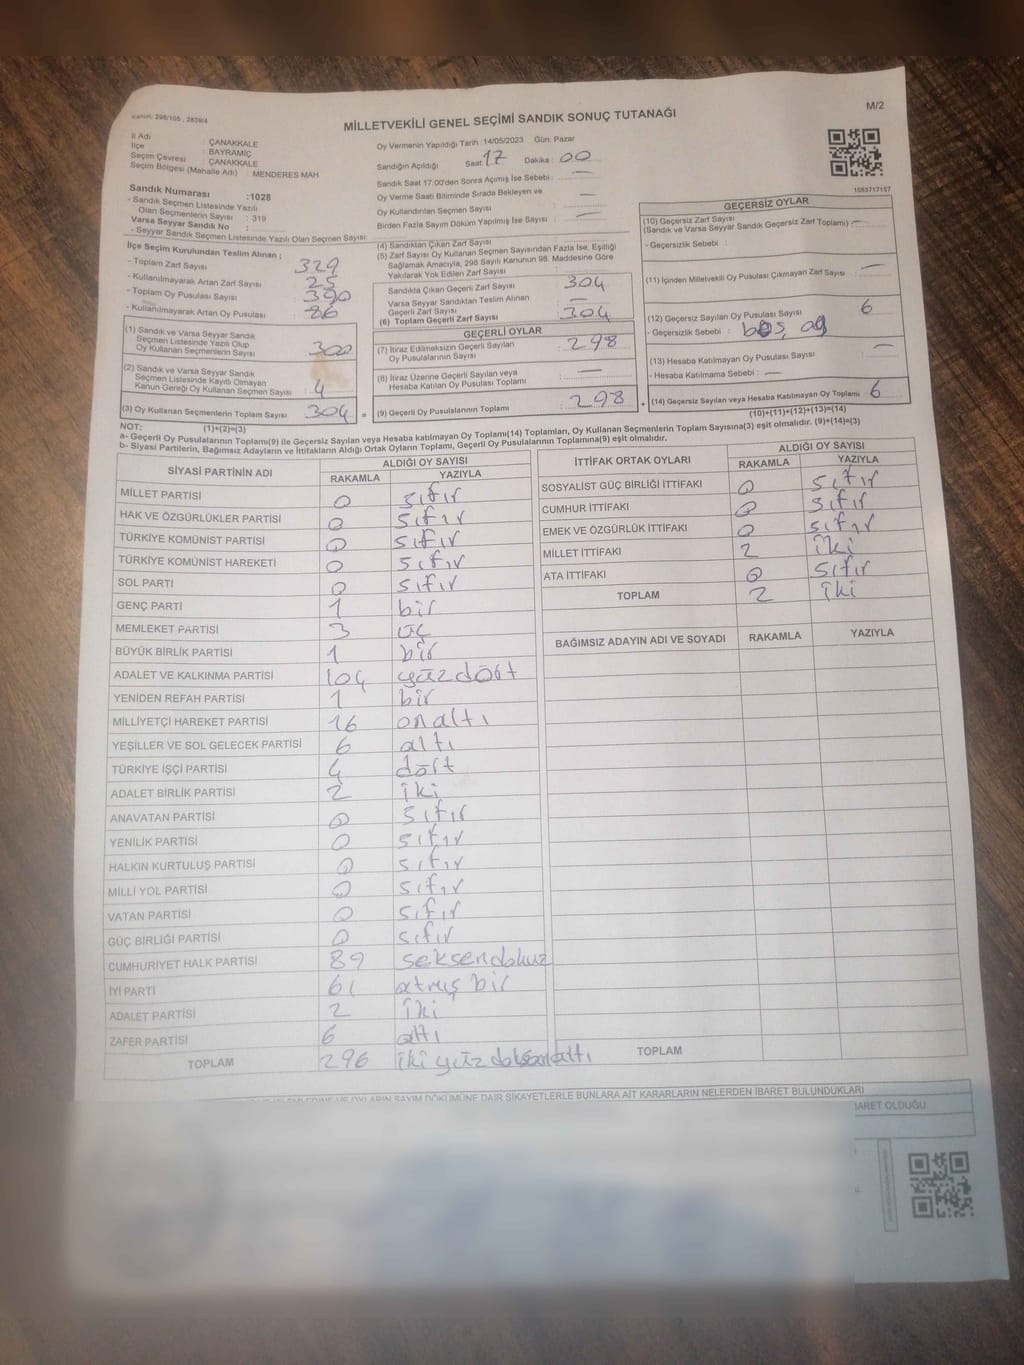 Kanun: 298/105 , 2839/4
M/2
MİLLETVEKİLİ GENEL SEÇİMİ SANDIK SONUÇ TUTANAĞI
İl Adı : ÇANAKKALE
İlçe : BAYRAMİÇ
Seçim Çevresi : ÇANAKKALE
Seçim Bölgesi (Mahalle Adı) : MENDERES MAH.
Sandık Numarası :1028
- Sandık Seçmen Listesinde Yazılı
Olan Seçmenlerin Sayısı : 319
Varsa Seyyar Sandık No :
- Seyyar Sandık Seçmen Listesinde Yazılı Olan Seçmen Sayısı:
Oy Vermenin Yapıldığı Tarih :14/05/2023 Gün: Pazar
Sandığın Açıldığı Saat : 17 Dakika : 00
Sandık Saat 17:00'den Sonra Açılmış İse Sebebi : —
Oy Verme Saati Bitiminde Sırada Bekleyen ve
Oy Kullandırılan Seçmen Sayısı : —
Birden Fazla Sayım Döküm Yapılmış İse Sayısı : —
1083717157
İlçe Seçim Kurulundan Teslim Alınan ;
- Toplam Zarf Sayısı 329
- Kullanılmayarak Artan Zarf Sayısı 25
- Toplam Oy Pusulası Sayısı 390
- Kullanılmayarak Artan Oy Pusulası 86
(1) Sandık ve Varsa Seyyar Sandık
Seçmen Listesinde Yazılı Olup
Oy Kullanan Seçmenlerin Sayısı 300
(2) Sandık ve Varsa Seyyar Sandık
Seçmen Listesinde Kayıtlı Olmayan
Kanun Gereği Oy Kullanan Seçmen Sayısı 4
(3) Oy Kullanan Seçmenlerin Toplam Sayısı 304 =
(4) Sandıktan Çıkan Zarf Sayısı
(5) Zarf Sayısı Oy Kullanan Seçmen Sayısından Fazla İse, Eşitliği
Sağlamak Amacıyla, 298 Sayılı Kanunun 98. Maddesine Göre
Yakılarak Yok Edilen Zarf Sayısı
Sandıkta Çıkan Geçerli Zarf Sayısı 304
Varsa Seyyar Sandıktan Teslim Alınan
Geçerli Zarf Sayısı —
(6) Toplam Geçerli Zarf Sayısı 304
GEÇERLİ OYLAR
(7) İtiraz Edilmeksizin Geçerli Sayılan
Oy Pusulalarının Sayısı 298
(8) İtiraz Üzerine Geçerli Sayılan veya
Hesaba Katılan Oy Pusulası Toplamı —
(9) Geçerli Oy Pusulalarının Toplamı 298 +
GEÇERSİZ OYLAR
(10) Geçersiz Zarf Sayısı
(Sandık ve Varsa Seyyar Sandık Geçersiz Zarf Toplamı) —
- Geçersizlik Sebebi :
(11) İçinden Milletvekili Oy Pusulası Çıkmayan Zarf Sayısı —
(12) Geçersiz Sayılan Oy Pusulası Sayısı 6
- Geçersizlik Sebebi : boş, oy
(13) Hesaba Katılmayan Oy Pusulası Sayısı —
- Hesaba Katılmama Sebebi : —
(14) Geçersiz Sayılan veya Hesaba Katılmayan Oy Toplamı 6
NOT: (1)+(2)=(3) (10)+(11)+(12)+(13)=(14)
a- Geçerli Oy Pusulalarının Toplamı(9) ile Geçersiz Sayılan veya Hesaba katılmayan Oy Toplamı(14) Toplamları, Oy Kullanan Seçmenlerin Toplam Sayısına(3) eşit olmalıdır. (9)+(14)=(3)
b- Siyasi Partilerin, Bağımsız Adayların ve İttifakların Aldığı Ortak Oyların Toplamı, Geçerli Oy Pusulalarının Toplamına(9) eşit olmalıdır.
SİYASİ PARTİNİN ADI ALDIĞI OY SAYISI
RAKAMLA YAZIYLA
MİLLET PARTİSİ 0 sıfır
HAK VE ÖZGÜRLÜKLER PARTİSİ 0 sıfır
TÜRKİYE KOMÜNİST PARTİSİ 0 sıfır
TÜRKİYE KOMÜNİST HAREKETİ 0 sıfır
SOL PARTİ 0 sıfır
GENÇ PARTİ 1 bir
MEMLEKET PARTİSİ 3 üç
BÜYÜK BİRLİK PARTİSİ 1 bir
ADALET VE KALKINMA PARTİSİ 104 yüzdört
YENİDEN REFAH PARTİSİ 1 bir
MİLLİYETÇİ HAREKET PARTİSİ 16 onaltı
YEŞİLLER VE SOL GELECEK PARTİSİ 6 altı
TÜRKİYE İŞÇİ PARTİSİ 4 dört
ADALET BİRLİK PARTİSİ 2 iki
ANAVATAN PARTİSİ 0 sıfır
YENİLİK PARTİSİ 0 sıfır
HALKIN KURTULUŞ PARTİSİ 0 sıfır
MİLLİ YOL PARTİSİ 0 sıfır
VATAN PARTİSİ 0 sıfır
GÜÇ BİRLİĞİ PARTİSİ 0 sıfır
CUMHURİYET HALK PARTİSİ 89 seksendokuz
İYİ PARTİ 61 atmış bir
ADALET PARTİSİ 2 iki
ZAFER PARTİSİ 6 altı
TOPLAM 296 iki yüz doksanaltı
İTTİFAK ORTAK OYLARI ALDIĞI OY SAYISI
RAKAMLA YAZIYLA
SOSYALİST GÜÇ BİRLİĞİ İTTİFAKI 0 sıfır
CUMHUR İTTİFAKI 0 sıfır
EMEK VE ÖZGÜRLÜK İTTİFAKI 0 sıfır
MİLLET İTTİFAKI 2 iki
ATA İTTİFAKI 0 sıfır
TOPLAM 2 iki
BAĞIMSIZ ADAYIN ADI VE SOYADI RAKAMLA YAZIYLA
TOPLAM
OYLARIN SAYIM DÖKÜMÜNE DAİR ŞİKAYETLERLE BUNLARA AİT KARARLARIN NELERDEN İBARET BULUNDUKLARI
OLDUĞU